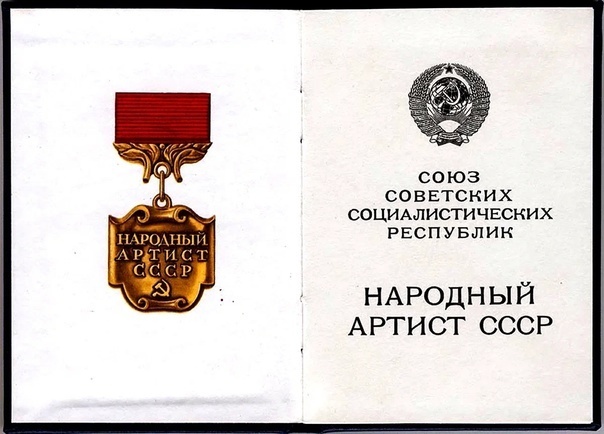 НАРОДНЫЙ
АРТИСТ
СССР
СОЮЗ
СОВЕТСКИХ
СОЦИАЛИСТИЧЕСКИХ
РЕСПУБЛИК
НАРОДНЫЙ
АРТИСТ СССР